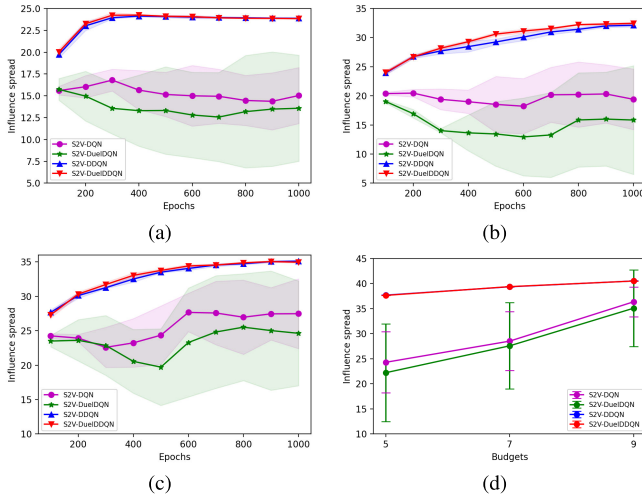 25.0
22.5
20.0
17.5
15.0
12.5
10.0
7.5
5.0
Influence spread
S2V-DQN
S2V-DuelDQN
S2V-DDQN
S2V-DuelDDQN
200 400 600 800 1000
Epochs
(a)
35
30
25
20
15
10
5
Influence spread
S2V-DQN
S2V-DuelDQN
S2V-DDQN
S2V-DuelDDQN
200 400 600 800 1000
Epochs
(b)
35
30
25
20
15
10
Influence spread
S2V-DQN
S2V-DuelDQN
S2V-DDQN
S2V-DuelDDQN
200 400 600 800 1000
Epochs
(c)
45
40
35
30
25
20
15
10
Influence spread
S2V-DQN
S2V-DuelDQN
S2V-DDQN
S2V-DuelDDQN
5 7 9
Budgets
(d)